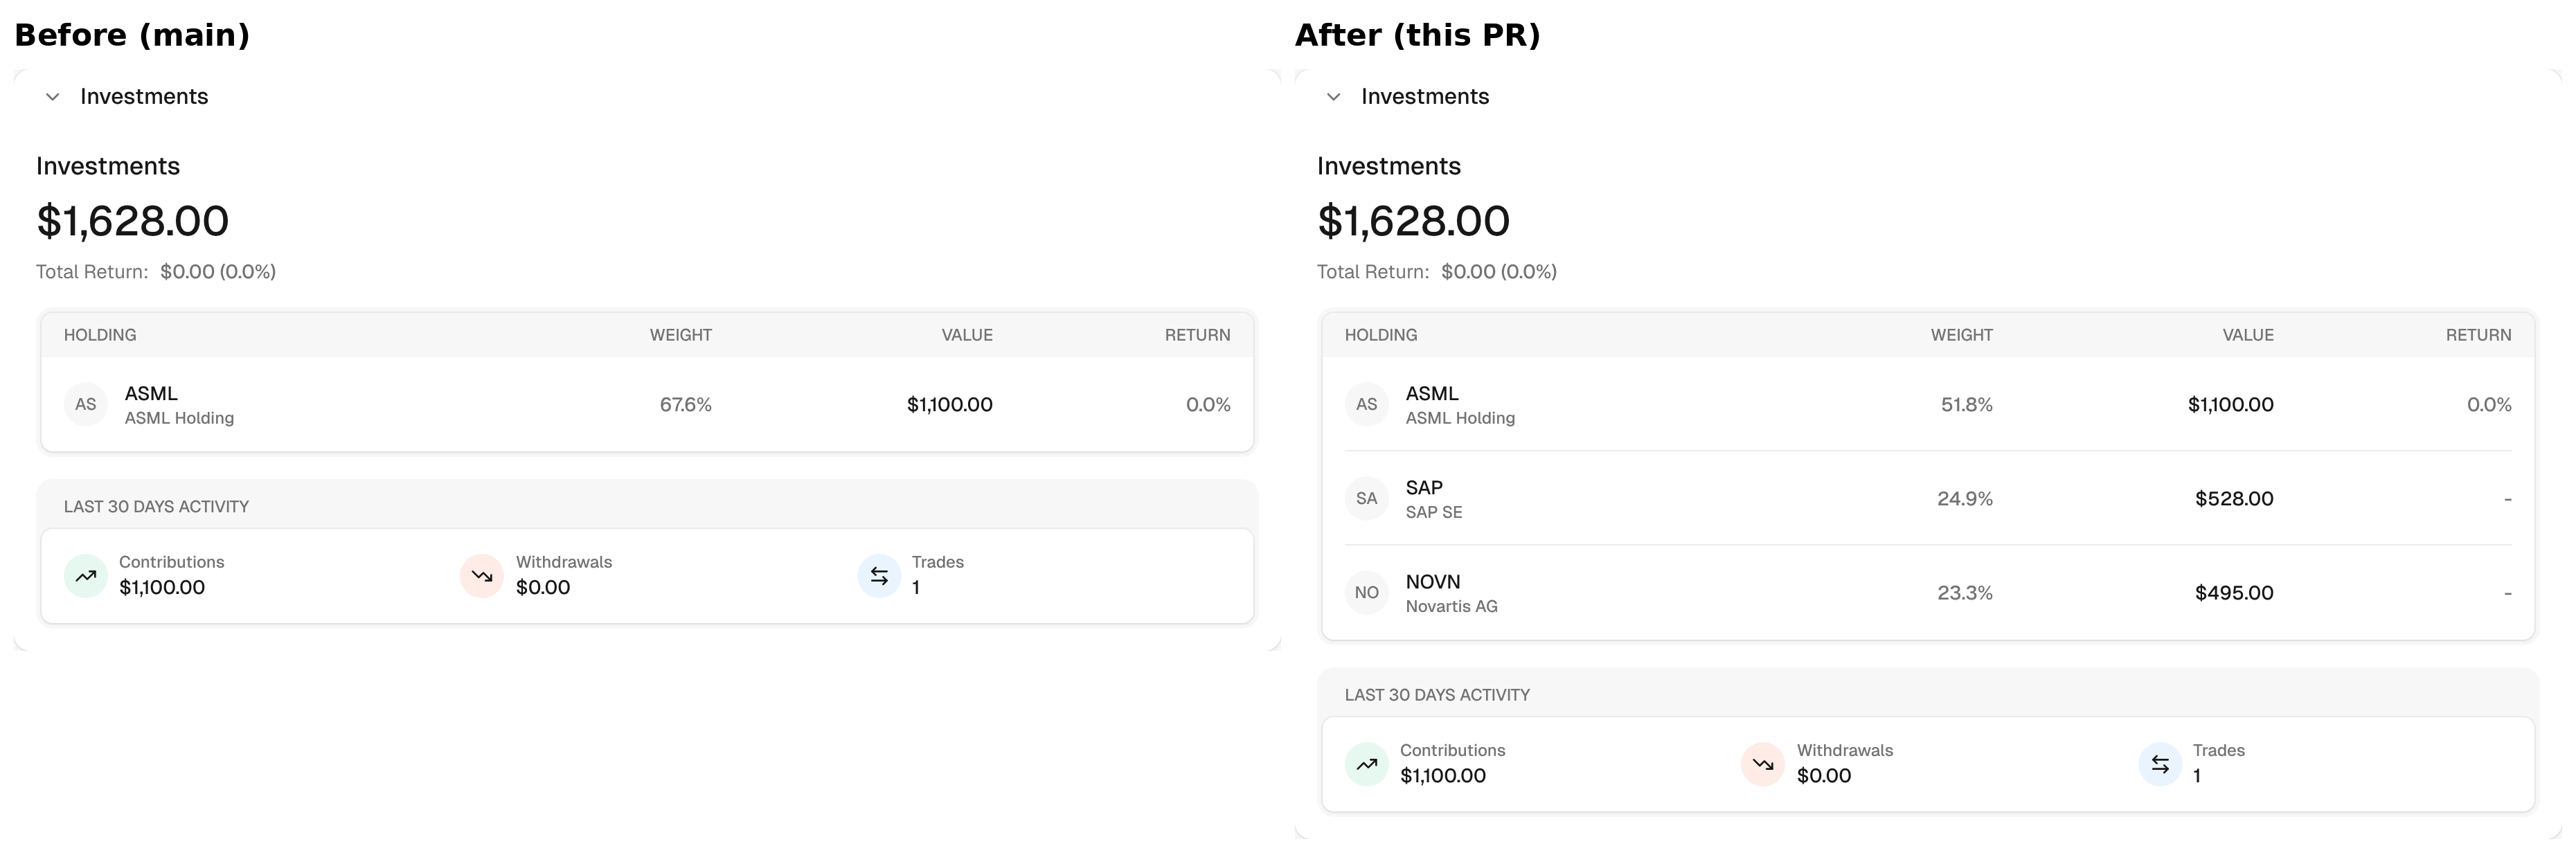 Before (main)
Investments
Investments
$1,628.00
Total Return: $0.00 (0.0%)
HOLDING WEIGHT VALUE RETURN
AS ASML 67.6% $1,100.00 0.0%
ASML Holding
LAST 30 DAYS ACTIVITY
Contributions Withdrawals Trades
$1,100.00 $0.00 1
After (this PR)
Investments
Investments
$1,628.00
Total Return: $0.00 (0.0%)
HOLDING WEIGHT VALUE RETURN
AS ASML 51.8% $1,100.00 0.0%
ASML Holding
SA SAP 24.9% $528.00 -
SAP SE
NO NOVN 23.3% $495.00 -
Novartis AG
LAST 30 DAYS ACTIVITY
Contributions Withdrawals Trades
$1,100.00 $0.00 1